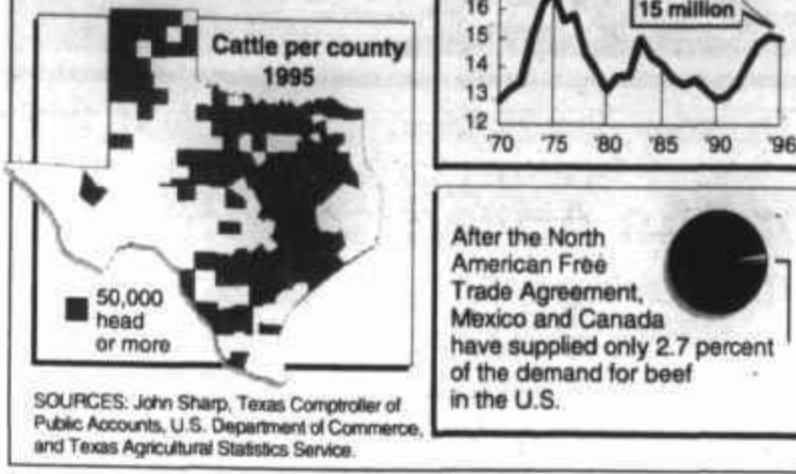 Cattle per county
1995
50,000
head
or more
SOURCES: John Sharp, Texas Comptroller of
Public Accounts, U.S. Department of Commerce,
and Texas Agricultural Statistics Service.
16
15 million
15
14
13
12
'70
'75
'80
'85
'90
'96
After the North
American Free
Trade Agreement,
Mexico and Canada
have supplied only 2.7 percent
of the demand for beef
in the U.S.